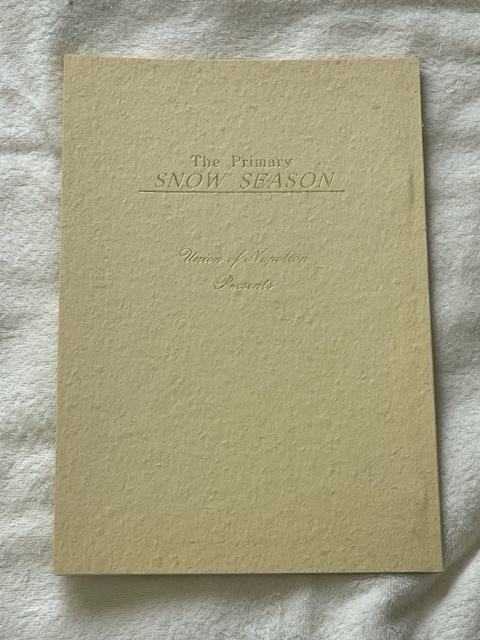 The Primary
SNOW SEASON
Union of Napoleon
Presents